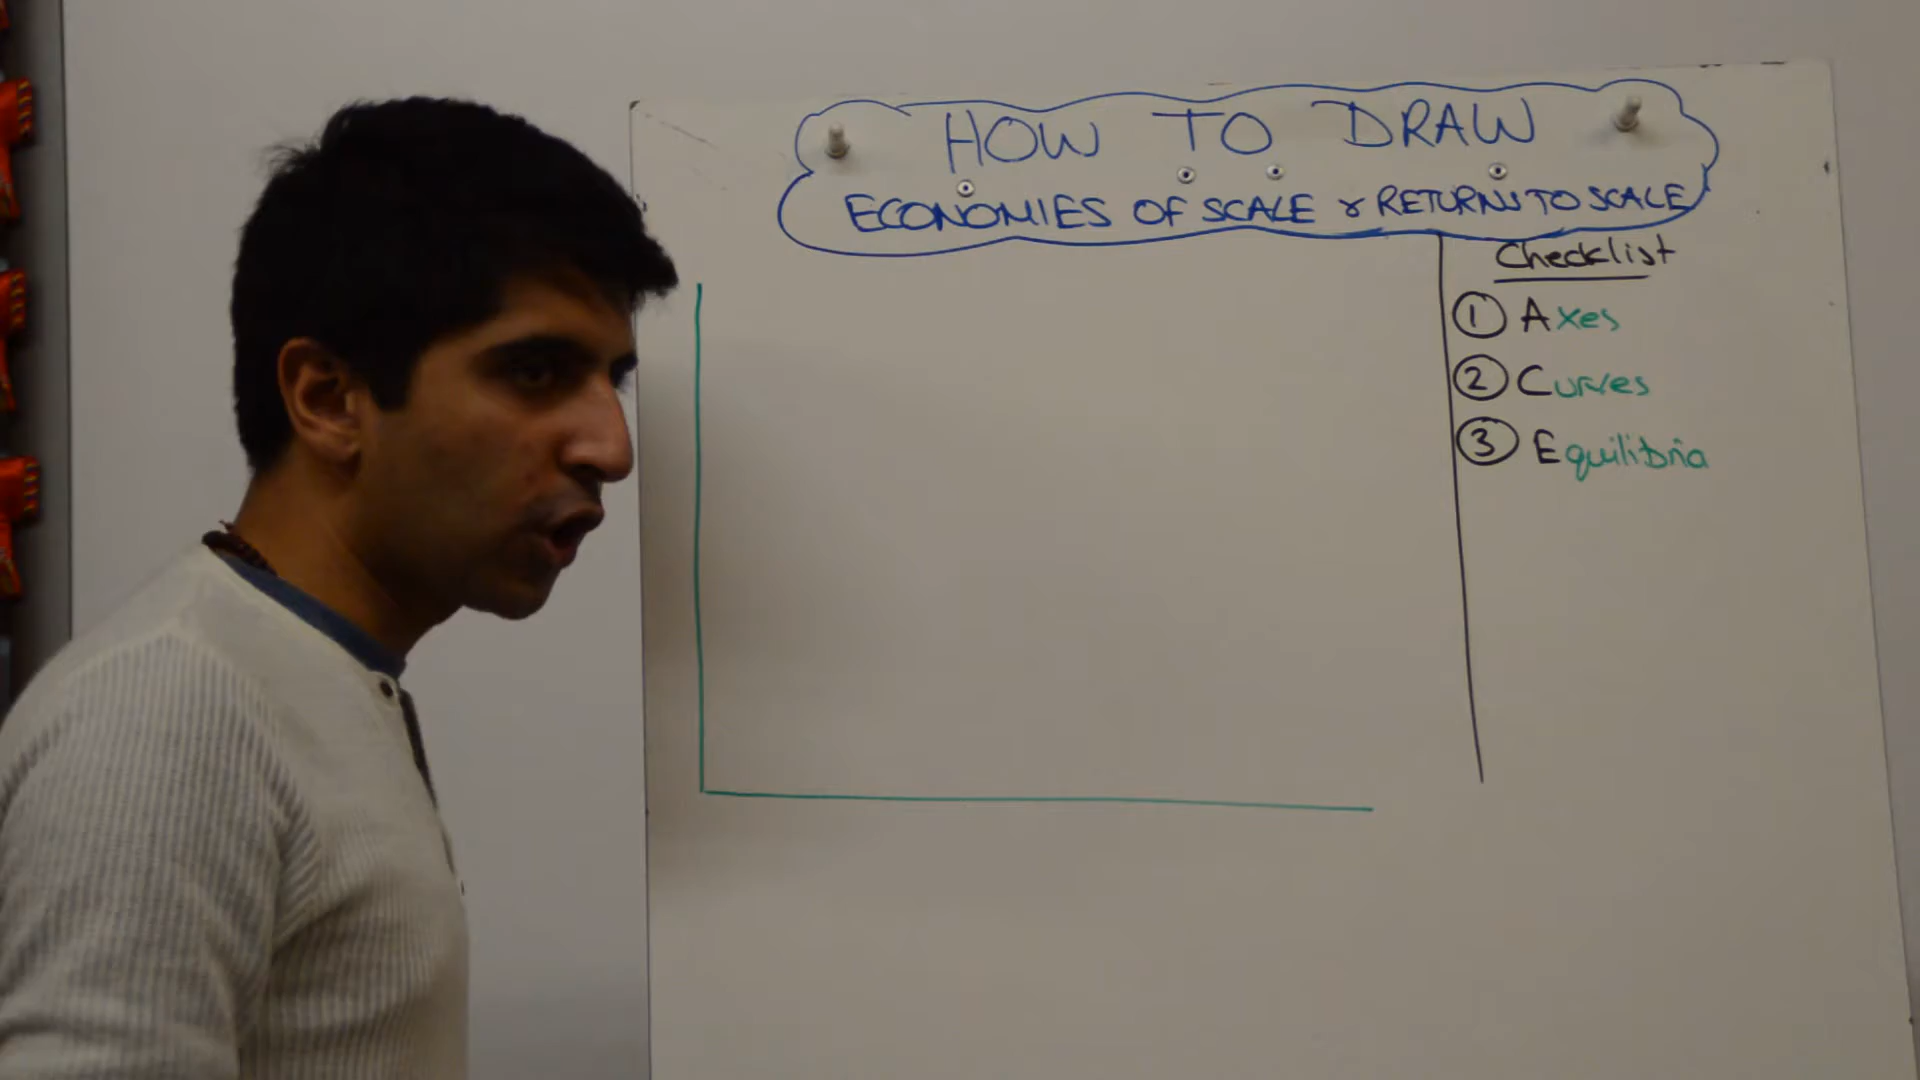 HOW TO DRAW
ECONOMIES OF SCALE & RETURNS TO SCALE
Checklist
1 Axes
2 Curves
3 Equilibria